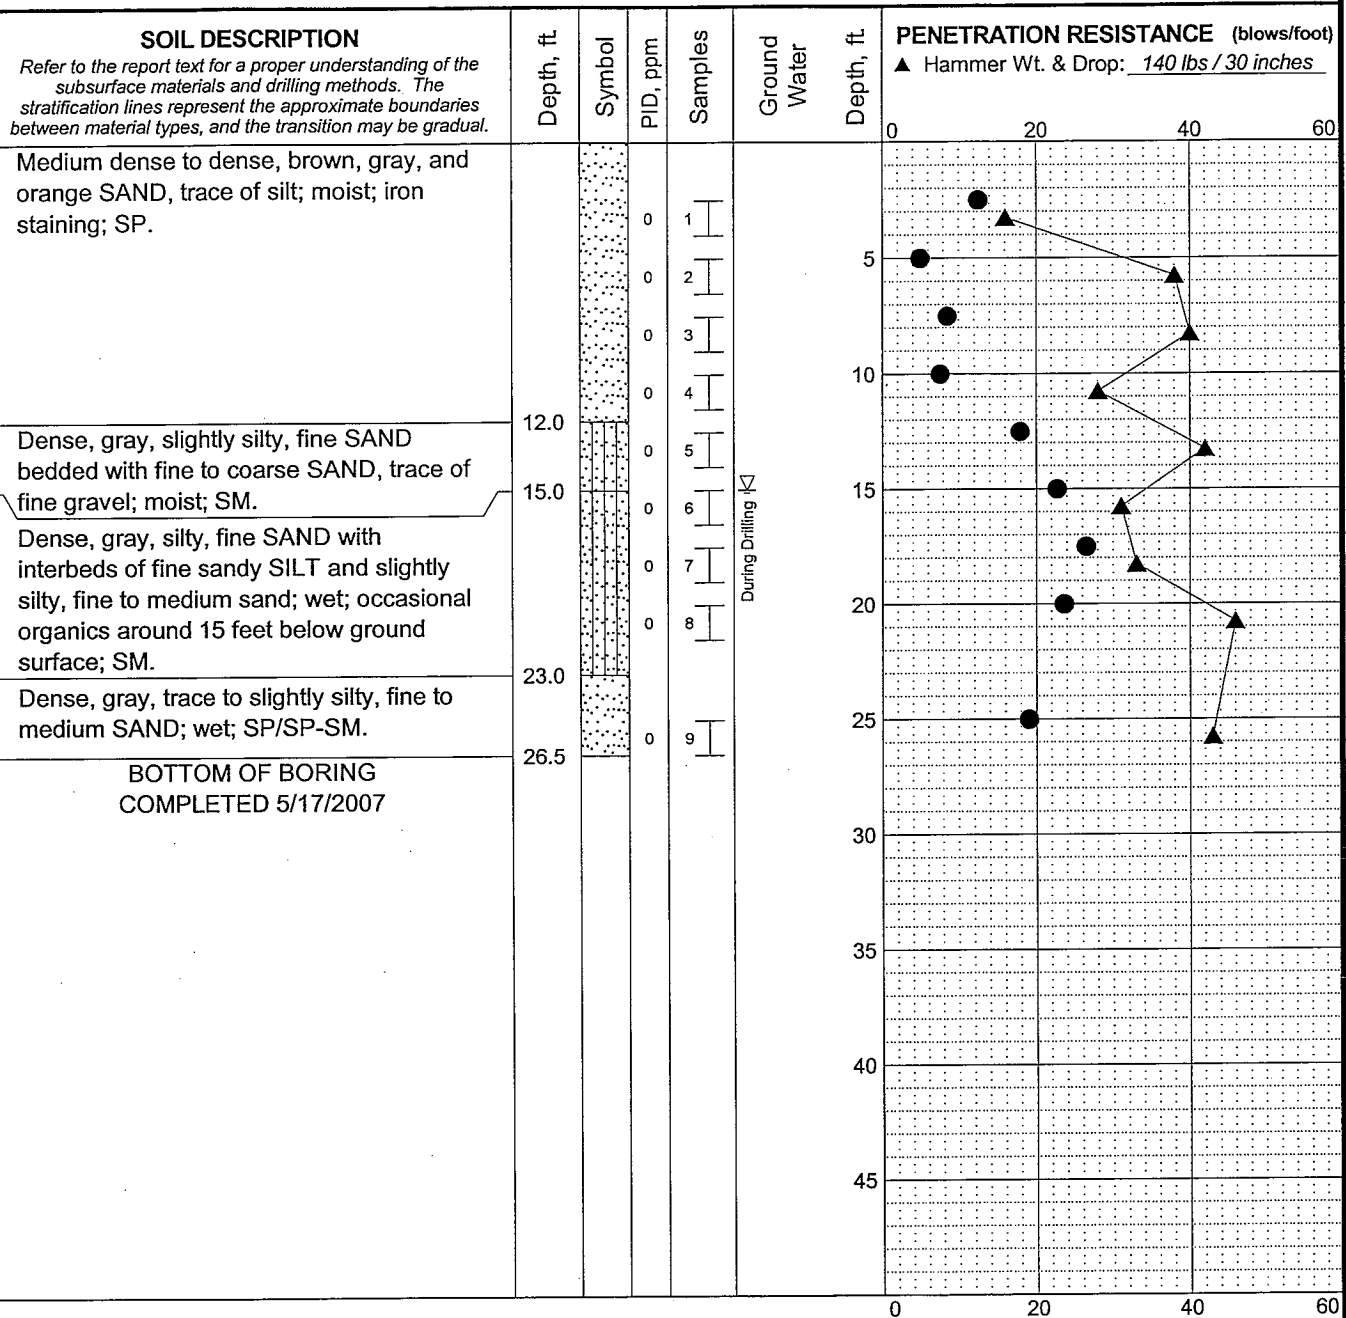 SOIL DESCRIPTION
Refer to the report text for a proper understanding of the
subsurface materials and drilling methods. The
stratification lines represent the approximate boundaries
between material types, and the transition may be gradual.
Depth, ft.
Symbol
PID, ppm
Samples
Ground
Water
Depth, ft.
PENETRATION RESISTANCE (blows/foot)
▲ Hammer Wt. & Drop: 140 lbs / 30 inches
0 20 40 60
Medium dense to dense, brown, gray, and
orange SAND, trace of silt; moist; iron
staining; SP.
0 1
0 2
0 3
0 4
12.0
Dense, gray, slightly silty, fine SAND
bedded with fine to coarse SAND, trace of
fine gravel; moist; SM.
0 5
15.0
Dense, gray, silty, fine SAND with
interbeds of fine sandy SILT and slightly
silty, fine to medium sand; wet; occasional
organics around 15 feet below ground
surface; SM.
0 6
0 7
0 8
During Drilling
23.0
Dense, gray, trace to slightly silty, fine to
medium SAND; wet; SP/SP-SM.
0 9
26.5
BOTTOM OF BORING
COMPLETED 5/17/2007
5
10
15
20
25
30
35
40
45
0 20 40 60